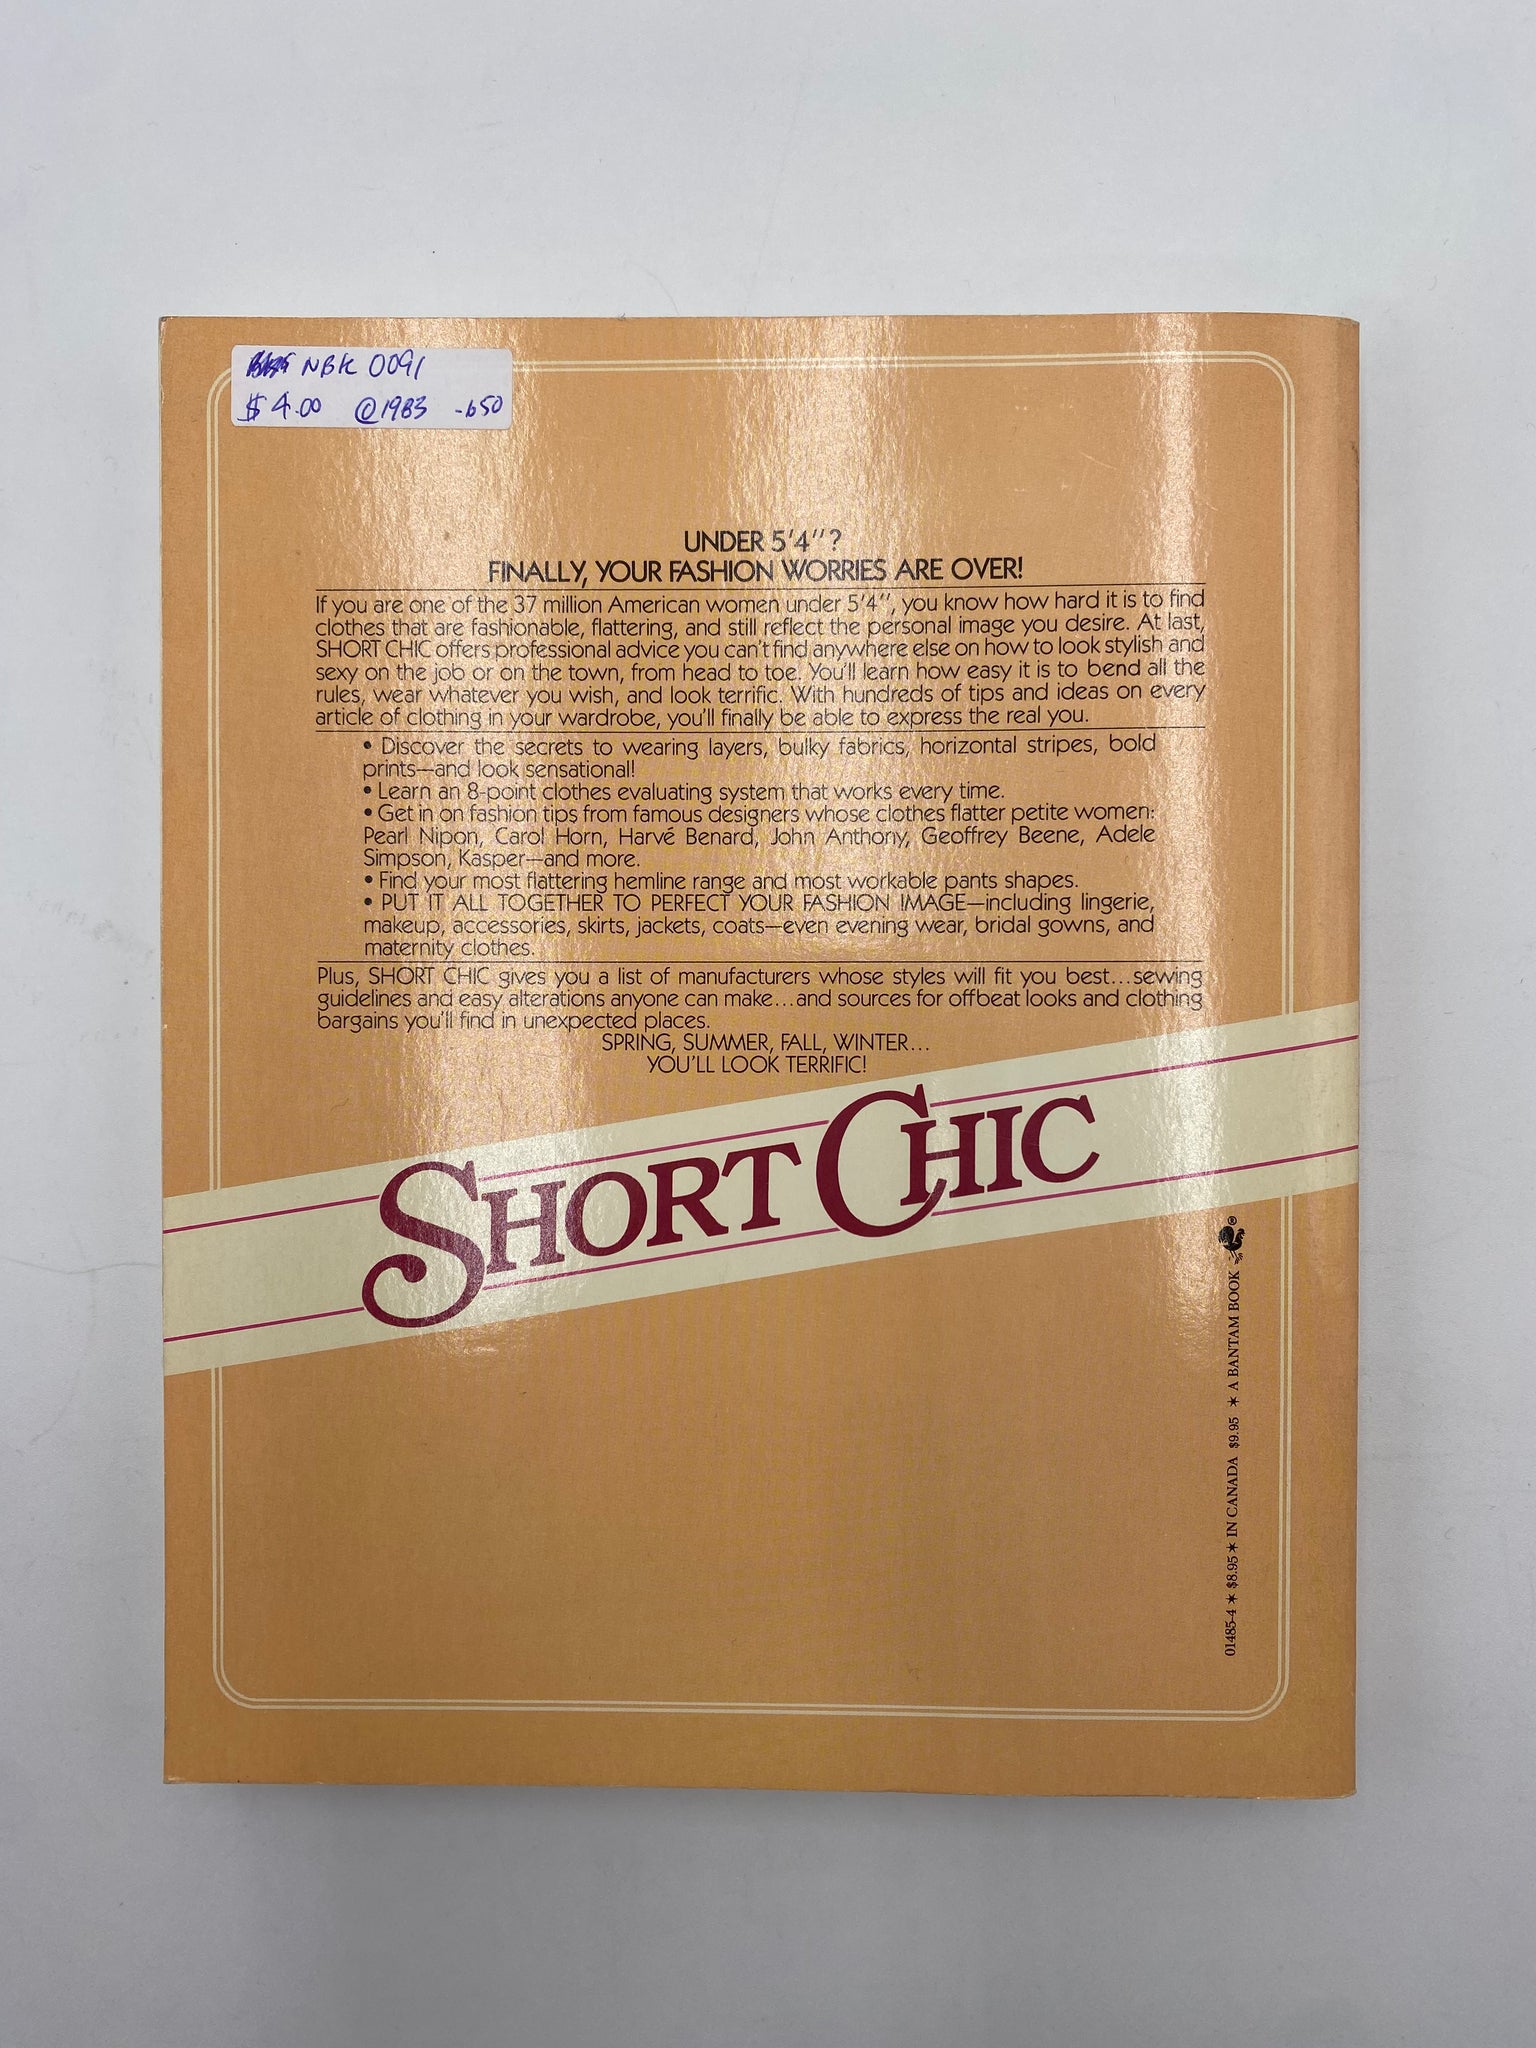 NBK 0091
$4.00 @1983 -650
UNDER 5'4"?
FINALLY, YOUR FASHION WORRIES ARE OVER!
If you are one of the 37 million American women under 5'4", you know how hard it is to find
clothes that are fashionable, flattering, and still reflect the personal image you desire. At last,
SHORT CHIC offers professional advice you can't find anywhere else on how to look stylish and
sexy on the job or on the town, from head to toe. You'll learn how easy it is to bend all the
rules, wear whatever you wish, and look terrific. With hundreds of tips and ideas on every
article of clothing in your wardrobe, you'll finally be able to express the real you.
• Discover the secrets to wearing layers, bulky fabrics, horizontal stripes, bold
prints—and look sensational!
• Learn an 8-point clothes evaluating system that works every time.
• Get in on fashion tips from famous designers whose clothes flatter petite women:
Pearl Nipon, Carol Horn, Harvé Benard, John Anthony, Geoffrey Beene, Adele
Simpson, Kasper—and more.
• Find your most flattering hemline range and most workable pants shapes.
• PUT IT ALL TOGETHER TO PERFECT YOUR FASHION IMAGE—including lingerie,
makeup, accessories, skirts, jackets, coats—even evening wear, bridal gowns, and
maternity clothes.
Plus, SHORT CHIC gives you a list of manufacturers whose styles will fit you best...sewing
guidelines and easy alterations anyone can make...and sources for offbeat looks and clothing
bargains you'll find in unexpected places.
SPRING, SUMMER, FALL, WINTER...
YOU'LL LOOK TERRIFIC!
SHORT CHIC
01485-4 * $8.95 * IN CANADA $9.95 * A BANTAM BOOK ®